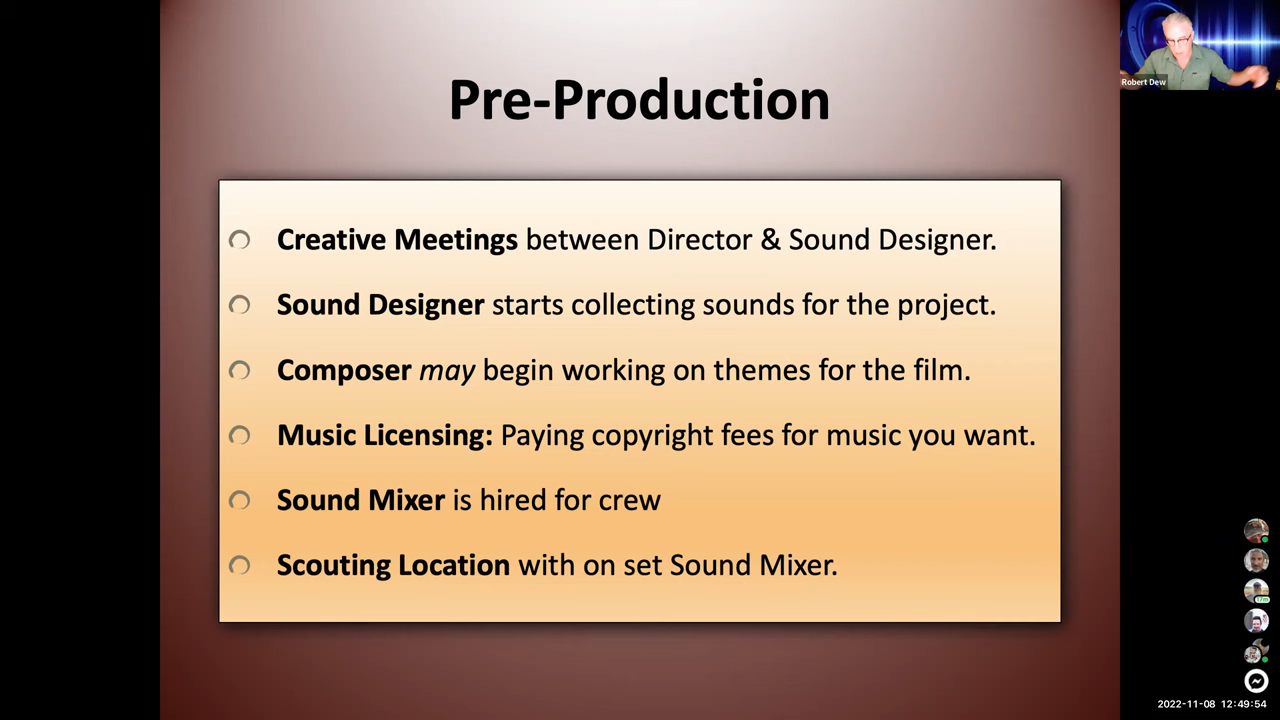 Pre-Production
Robert Dew
Creative Meetings between Director & Sound Designer.
Sound Designer starts collecting sounds for the project.
Composer may begin working on themes for the film.
Music Licensing: Paying copyright fees for music you want.
Sound Mixer is hired for crew
Scouting Location with on set Sound Mixer.
2022-11-08 12:49:54